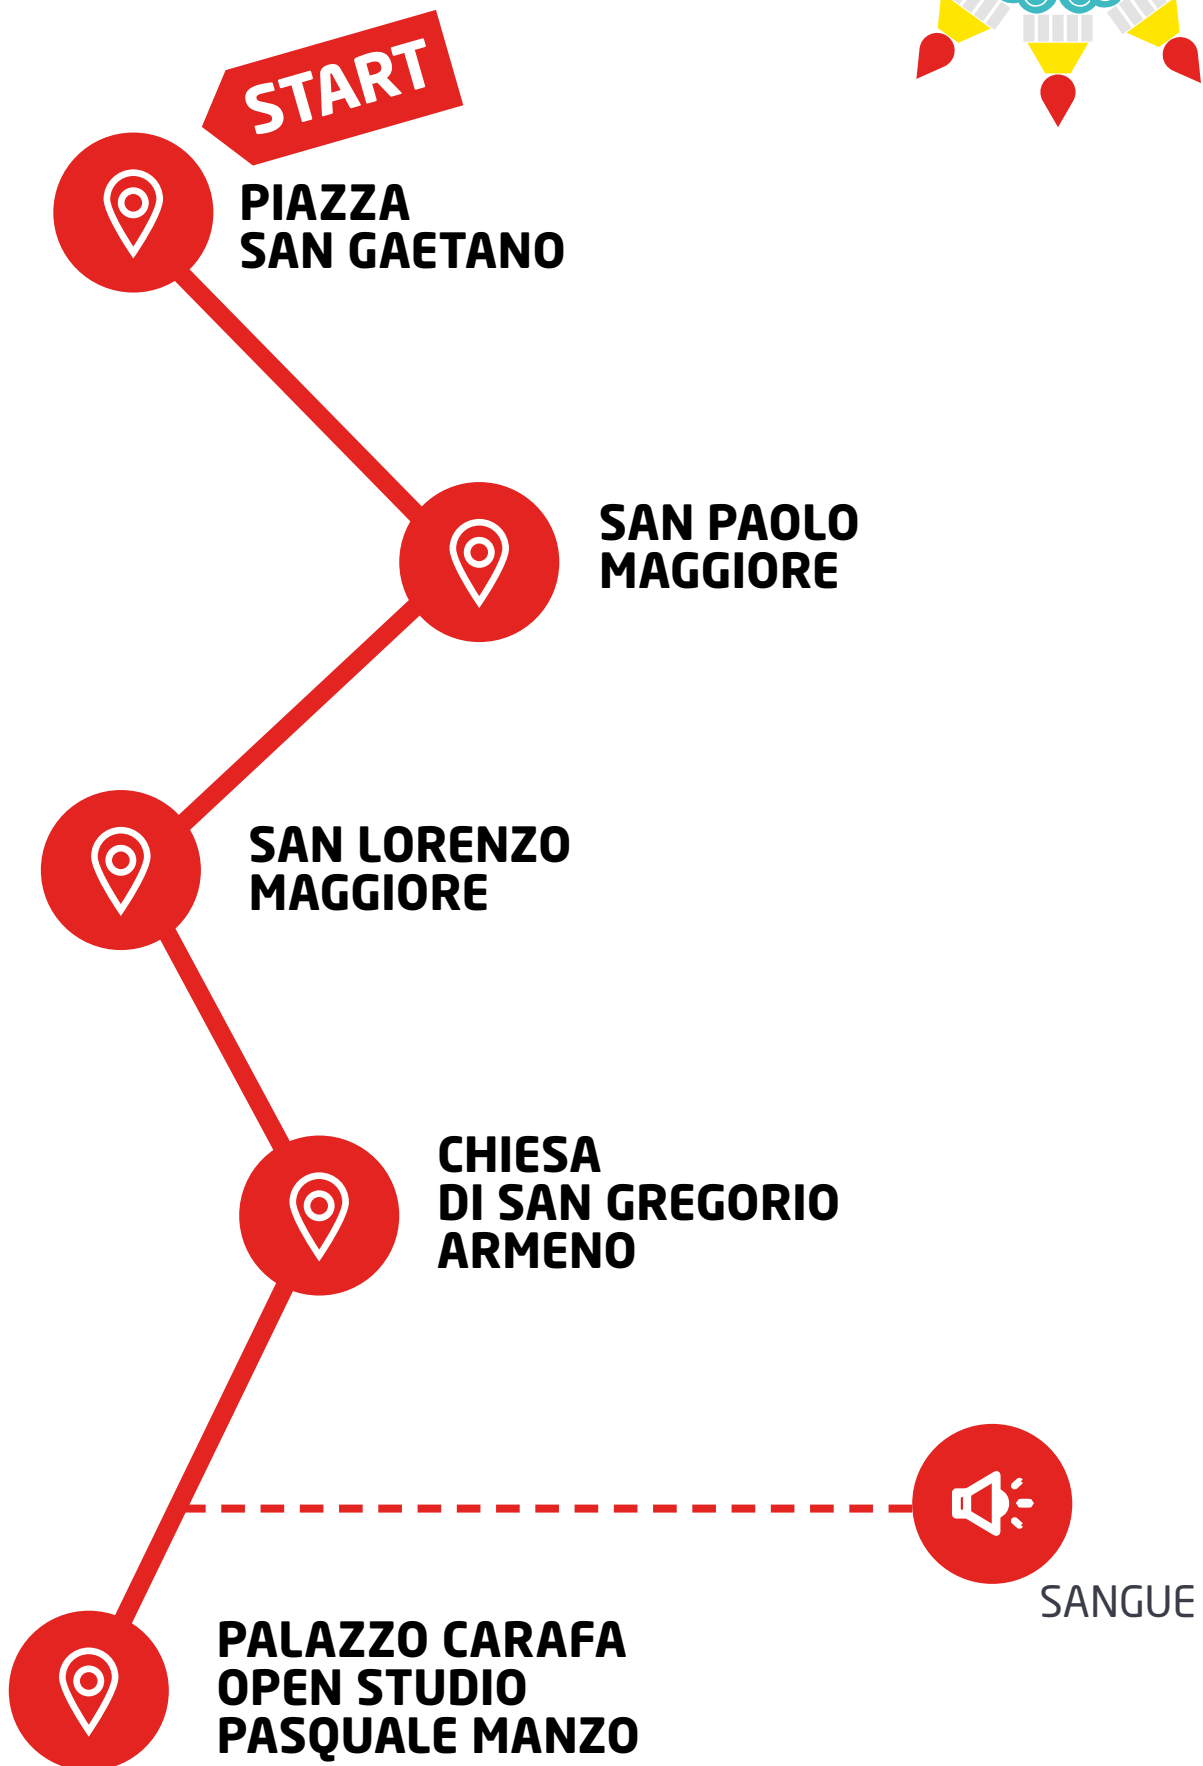 START
PIAZZA
SAN GAETANO
SAN PAOLO
MAGGIORE
SAN LORENZO
MAGGIORE
CHIESA
DI SAN GREGORIO
ARMENO
SANGUE
PALAZZO CARAFA
OPEN STUDIO
PASQUALE MANZO